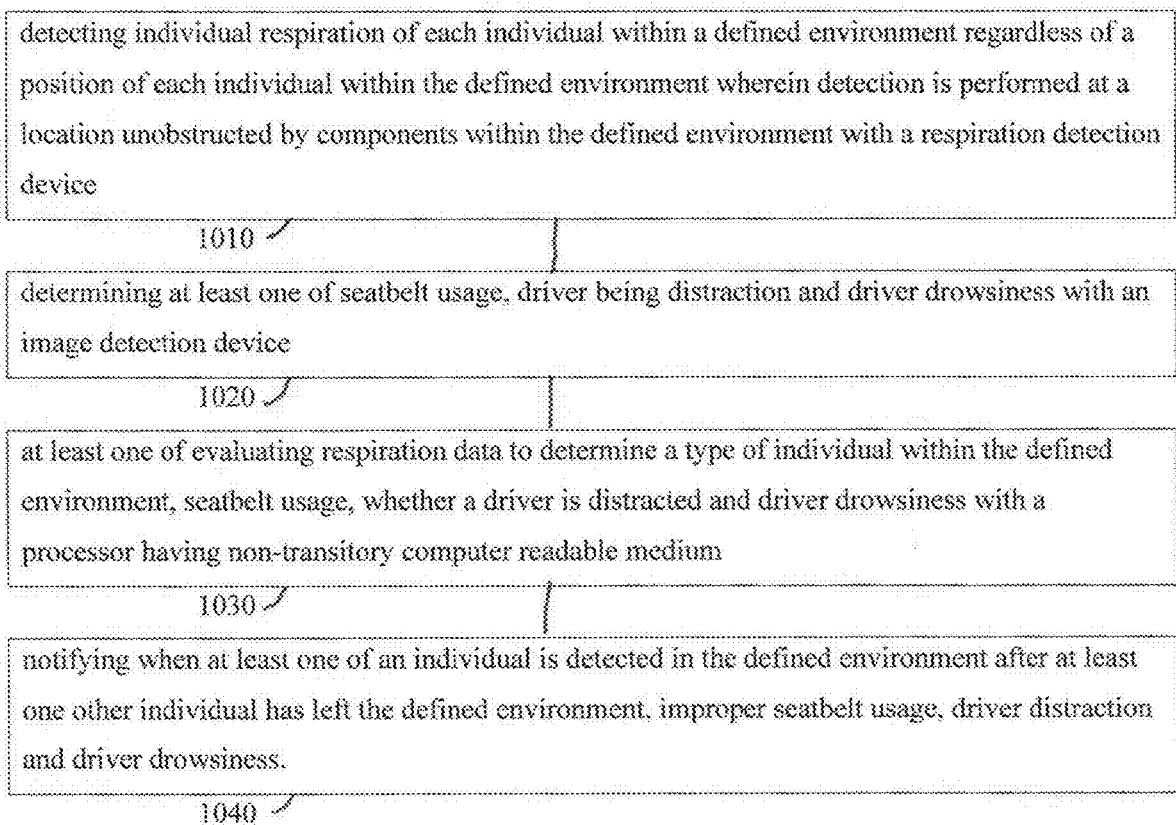 detecting individual respiration of each individual within a defined environment regardless of a
position of each individual within the defined environment wherein detection is performed at a
location unobstructed by components within the defined environment with a respiration detection
device
1010
determining at least one of seatbelt usage, driver being distraction and driver drowsiness with an
image detection device
1020
at least one of evaluating respiration data to determine a type of individual within the defined
environment, seatbelt usage, whether a driver is distracted and driver drowsiness with a
processor having non-transitory computer readable medium
1030
notifying when at least one of an individual is detected in the defined environment after at least
one other individual has left the defined environment, improper seatbelt usage, driver distraction
and driver drowsiness.
1040